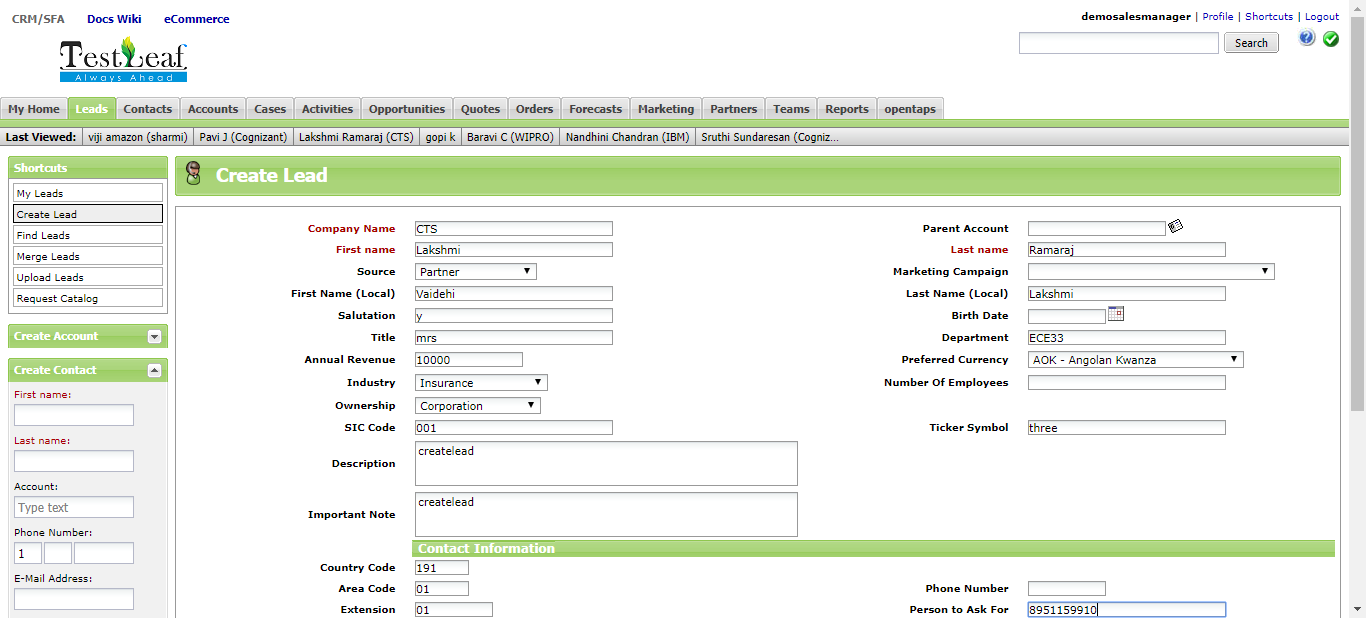 CRM/SFA Docs Wiki eCommerce
demosalesmanager | Profile | Shortcuts | Logout
TestLeaf
Always Ahead
Search
My Home Leads Contacts Accounts Cases Activities Opportunities Quotes Orders Forecasts Marketing Partners Teams Reports opentaps
Last Viewed: viji amazon (sharmi) Pavi J (Cognizant) Lakshmi Ramaraj (CTS) gopi k Baravi C (WIPRO) Nandhini Chandran (IBM) Sruthi Sundaresan (Cogniz...
Shortcuts
My Leads
Create Lead
Find Leads
Merge Leads
Upload Leads
Request Catalog
Create Account
Create Contact
First name:
Last name:
Account:
Type text
Phone Number:
1
E-Mail Address:
Create Lead
Company Name CTS Parent Account
First name Lakshmi Last name Ramaraj
Source Partner Marketing Campaign
First Name (Local) Vaidehi Last Name (Local) Lakshmi
Salutation y Birth Date
Title mrs Department ECE33
Annual Revenue 10000 Preferred Currency AOK - Angolan Kwanza
Industry Insurance Number Of Employees
Ownership Corporation
SIC Code 001 Ticker Symbol three
Description createlead
Important Note createlead
Contact Information
Country Code 191
Area Code 01 Phone Number
Extension 01 Person to Ask For 8951159910